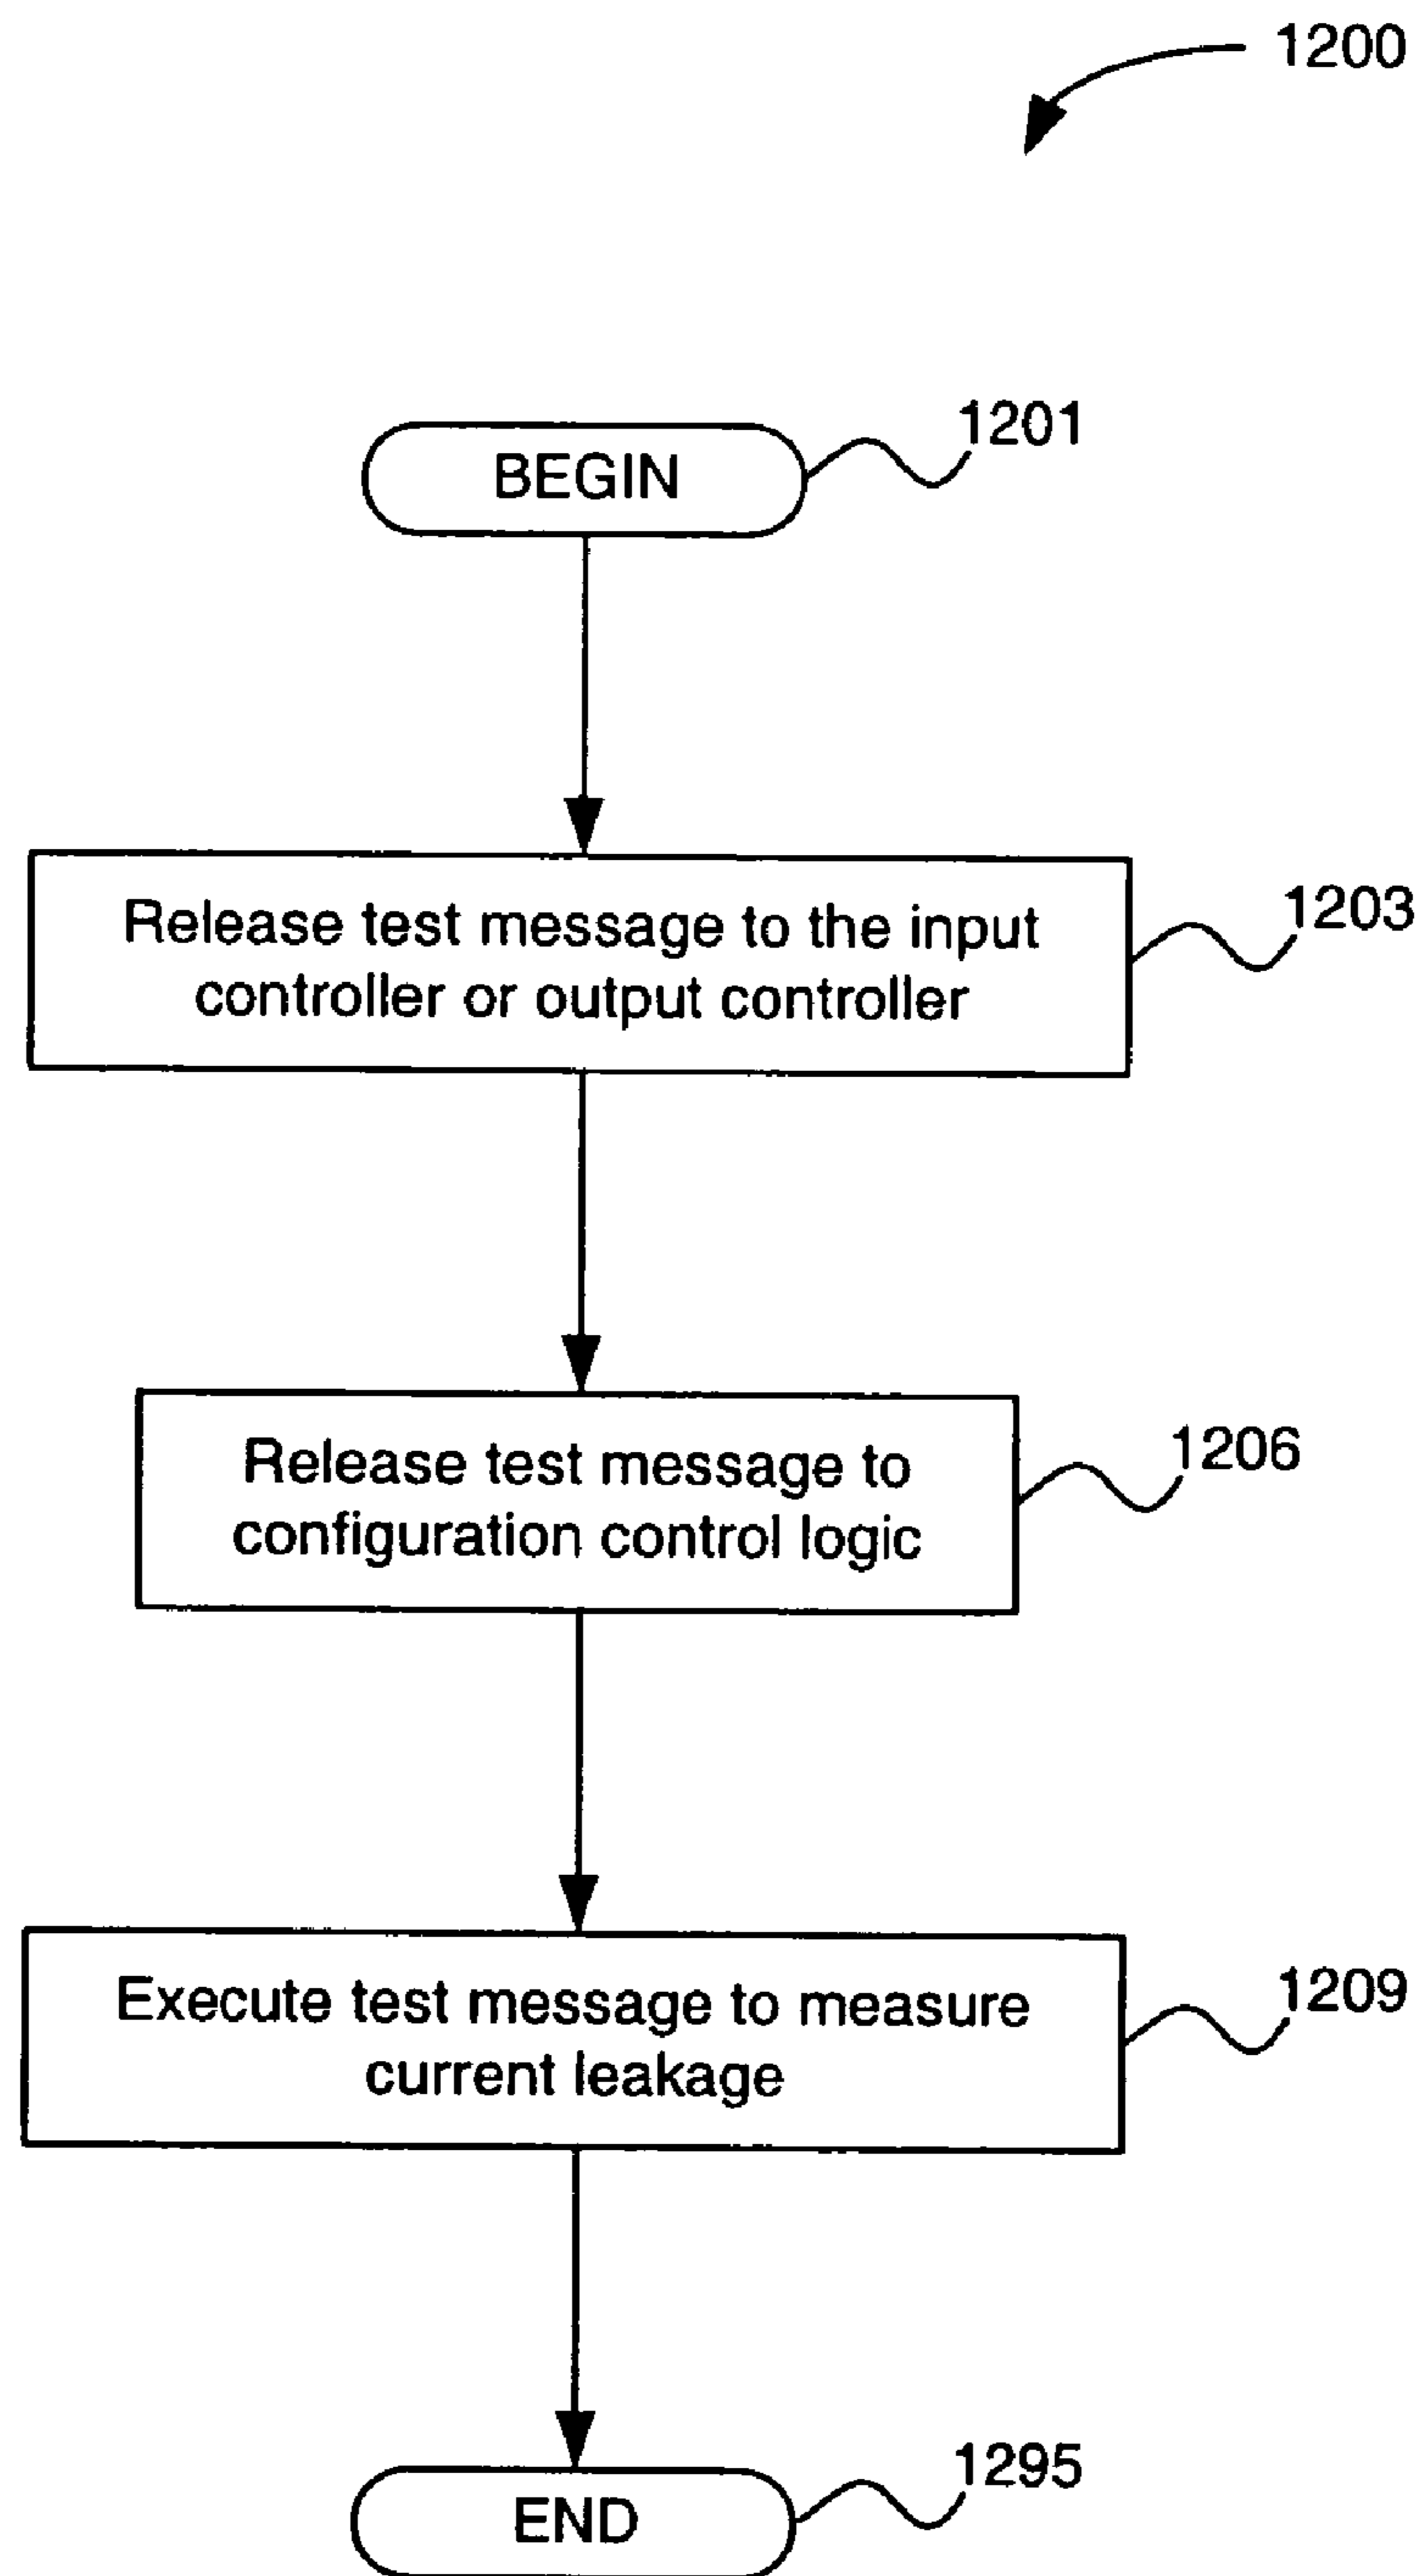 1200
BEGIN
1201
Release test message to the input
controller or output controller
1203
Release test message to
configuration control logic
1206
Execute test message to measure
current leakage
1209
END
1295